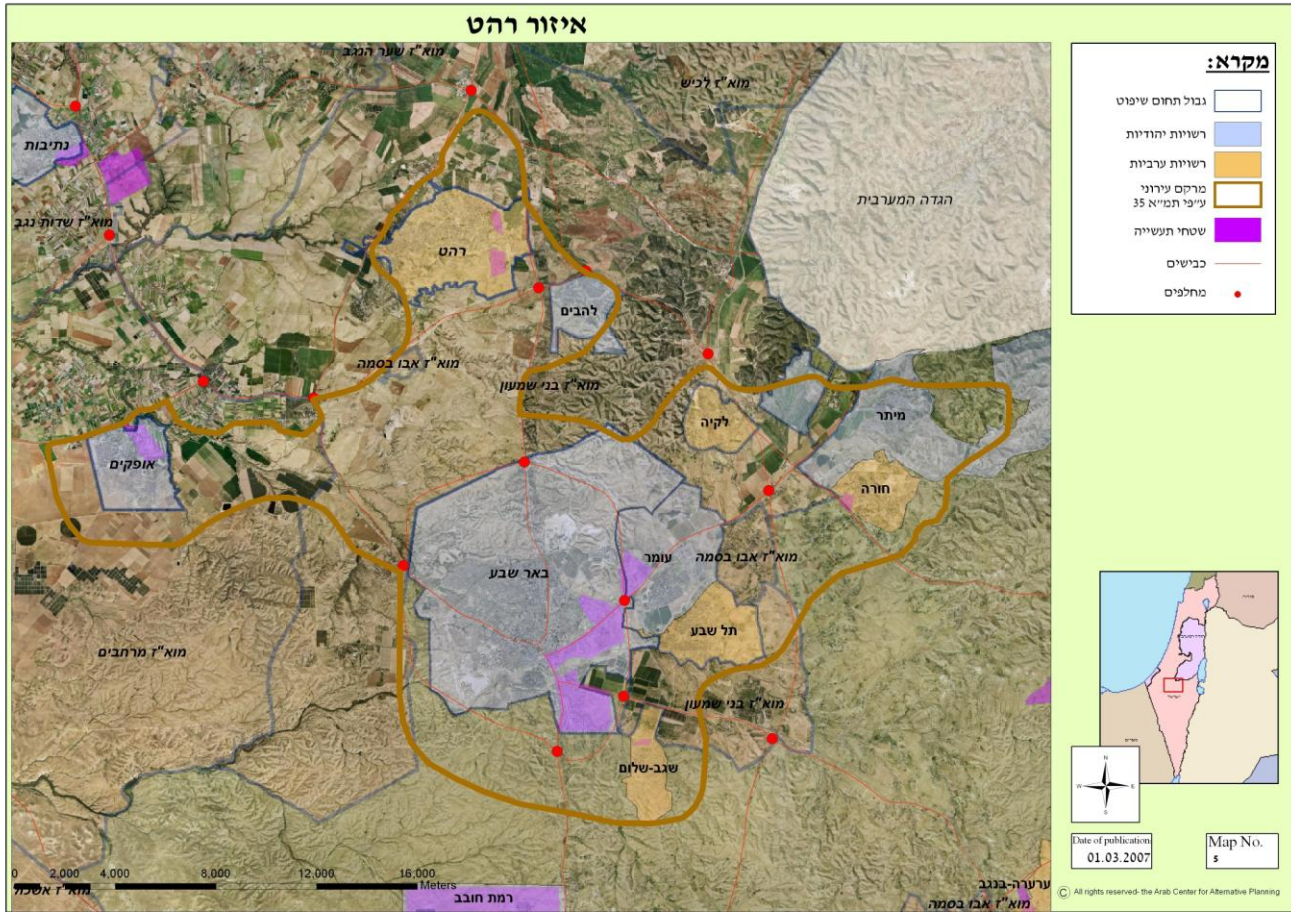 איזור רהט
מוא"ז שער הנגב
מוא"ז לכיש
נתיבות
הגדה המערבית
מוא"ז שדות נגב
רהט
להבים
מוא"ז אבו בסמה
מוא"ז בני שמעון
לקיה
מיתר
אופקים
חורה
עומר
מוא"ז אבו בסמה
באר שבע
תל שבע
מוא"ז מרחבים
מוא"ז בני שמעון
שגב-שלום
0 2,000 4,000 8,000 12,000 16,000
Meters
מוא"ז אשכול
רמת חובב
ערערה-בנגב
מוא"ז אבו בסמה
מקרא:
גבול תחום שיפוט
רשויות יהודיות
רשויות ערביות
מרקם עירוני
ע"פי תמ"א 35
שטחי תעשייה
כבישים
מחלפים
ישראל
מצרים
N
W E
S
Date of publication
01.03.2007
Map No.
5
© All rights reserved- the Arab Center for Alternative Planning